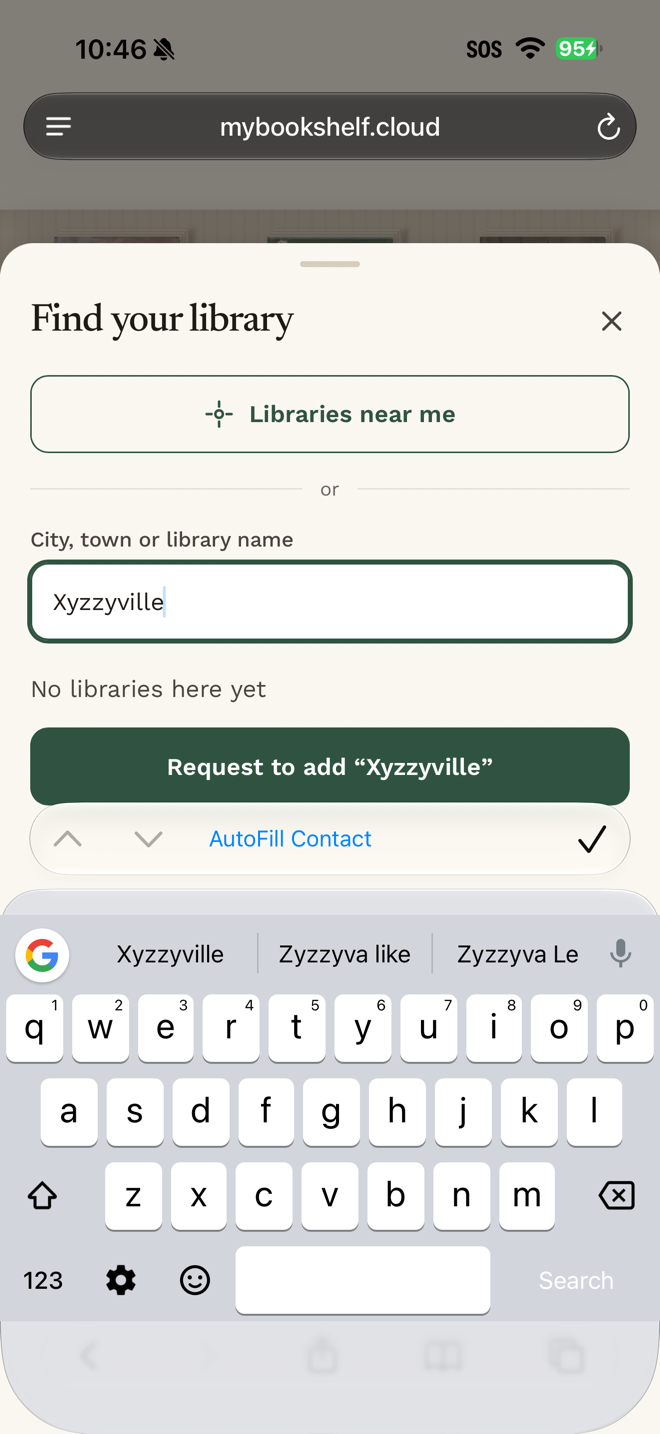 10:46
SOS
95
mybookshelf.cloud
Find your library
Libraries near me
or
City, town or library name
Xyzzyville
No libraries here yet
Request to add “Xyzzyville”
AutoFill Contact
Xyzzyville Zyzzyva like Zyzzyva Le
1 2 3 4 5 6 7 8 9 0
q w e r t y u i o p
a s d f g h j k l
z x c v b n m
123 Search